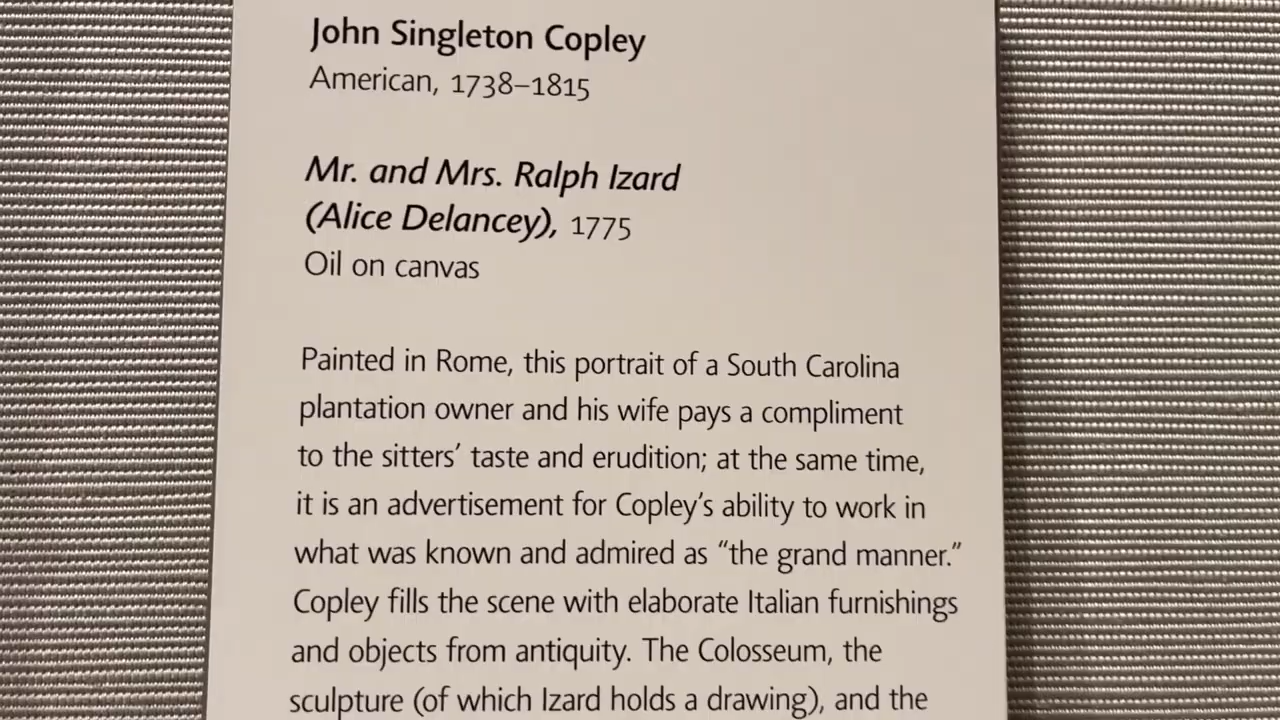 John Singleton Copley
American, 1738–1815
Mr. and Mrs. Ralph Izard
(Alice Delancey), 1775
Oil on canvas
Painted in Rome, this portrait of a South Carolina
plantation owner and his wife pays a compliment
to the sitters’ taste and erudition; at the same time,
it is an advertisement for Copley’s ability to work in
what was known and admired as “the grand manner.”
Copley fills the scene with elaborate Italian furnishings
and objects from antiquity. The Colosseum, the
sculpture (of which Izard holds a drawing), and the